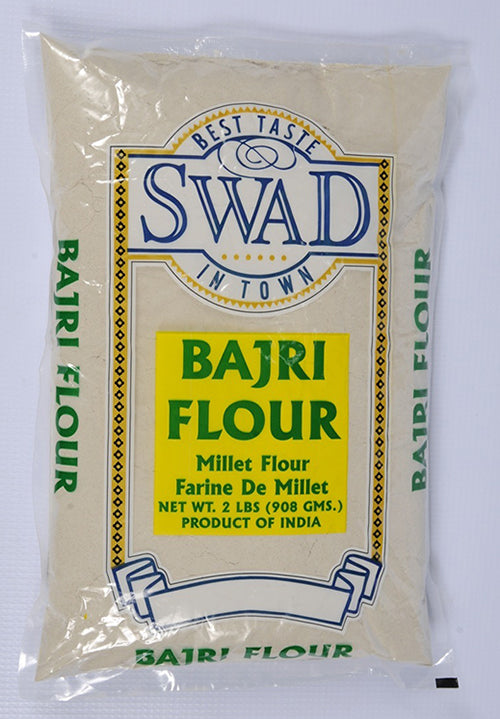 BEST TASTE
SWAD
IN TOWN
BAJRI
FLOUR
Millet Flour
Farine De Millet
NET WT. 2 LBS (908 GMS.)
PRODUCT OF INDIA
BAJRI FLOUR
BAJRI FLOUR
BAJRI FLOUR